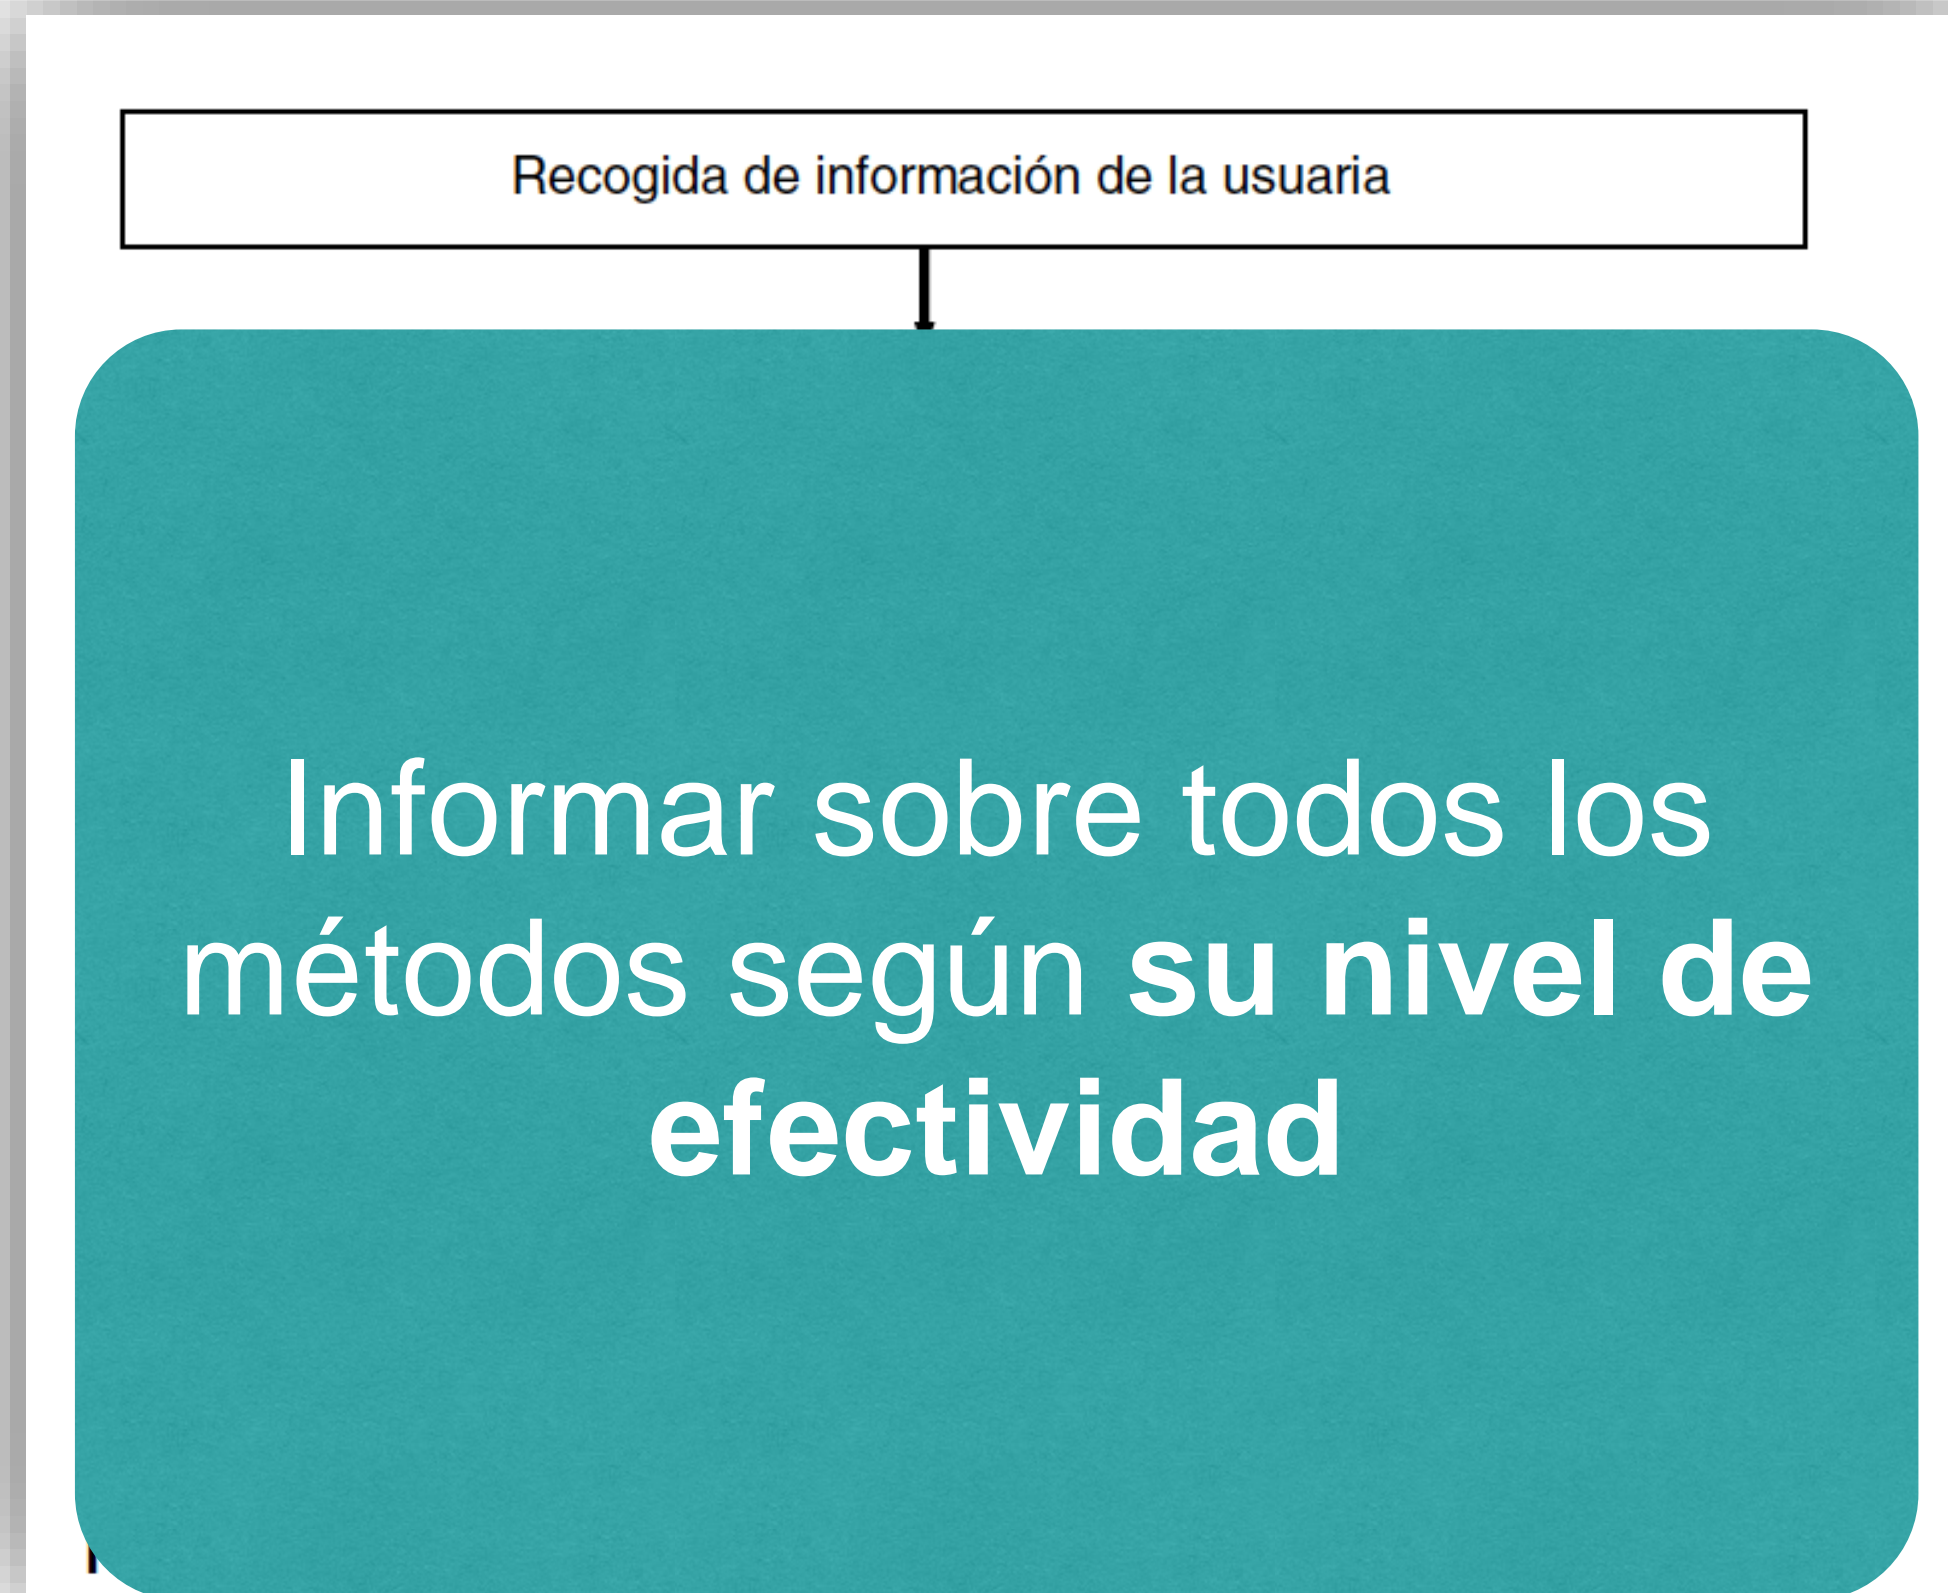 Recogida de información de la usuaria
Informar sobre todos los
métodos según su nivel de
efectividad